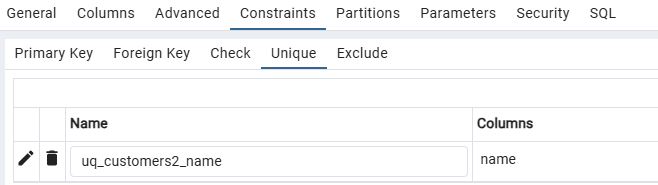 General Columns Advanced Constraints Partitions Parameters Security SQL
Primary Key Foreign Key Check Unique Exclude
Name Columns
uq_customers2_name name